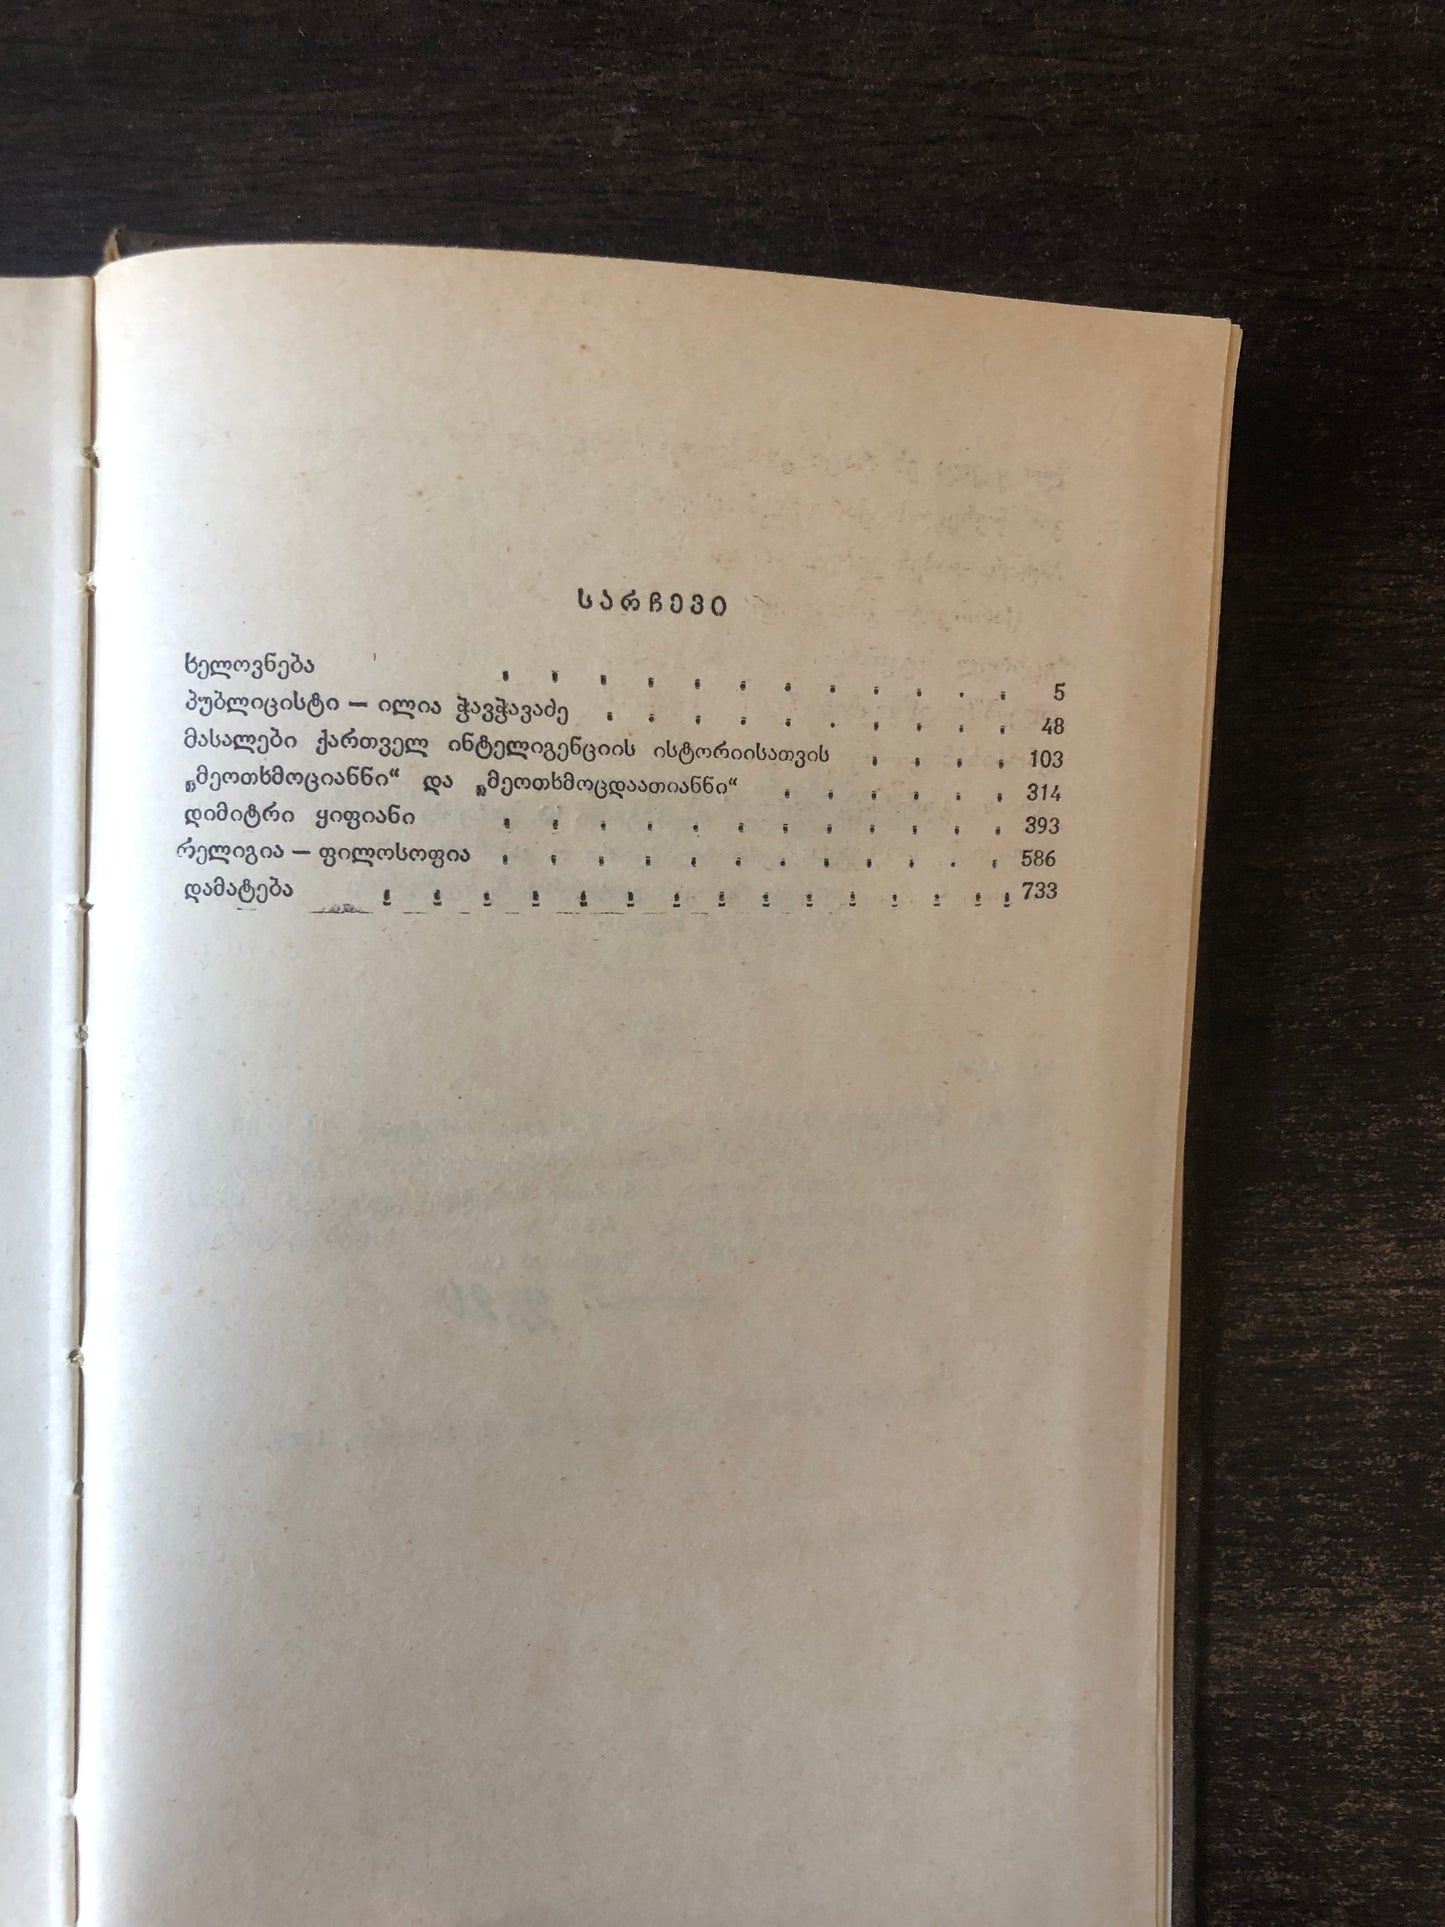 სარჩევი
ხელოვნება . . . . . . . . . . . . 5
პუბლიცისტი — ილია ჭავჭავაძე . . . . . . . . . . 48
მასალები ქართველ ინტელიგენციის ისტორიისათვის . . . . 103
„მეოთხმოციანნი“ და „მეოთხმოცდაათიანნი“ . . . . . . 314
დიმიტრი ყიფიანი . . . . . . . . . . . . 393
რელიგია — ფილოსოფია . . . . . . . . . . . . 586
დამატება . . . . . . . . . . . . . . . 733